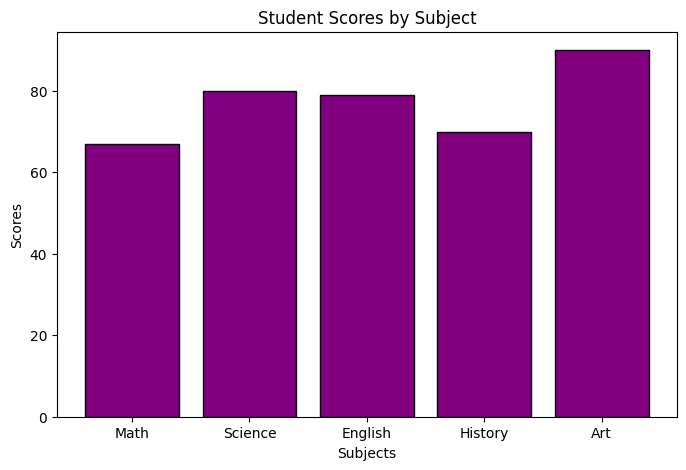 Student Scores by Subject
Scores
80
60
40
20
0
Math Science English History Art
Subjects